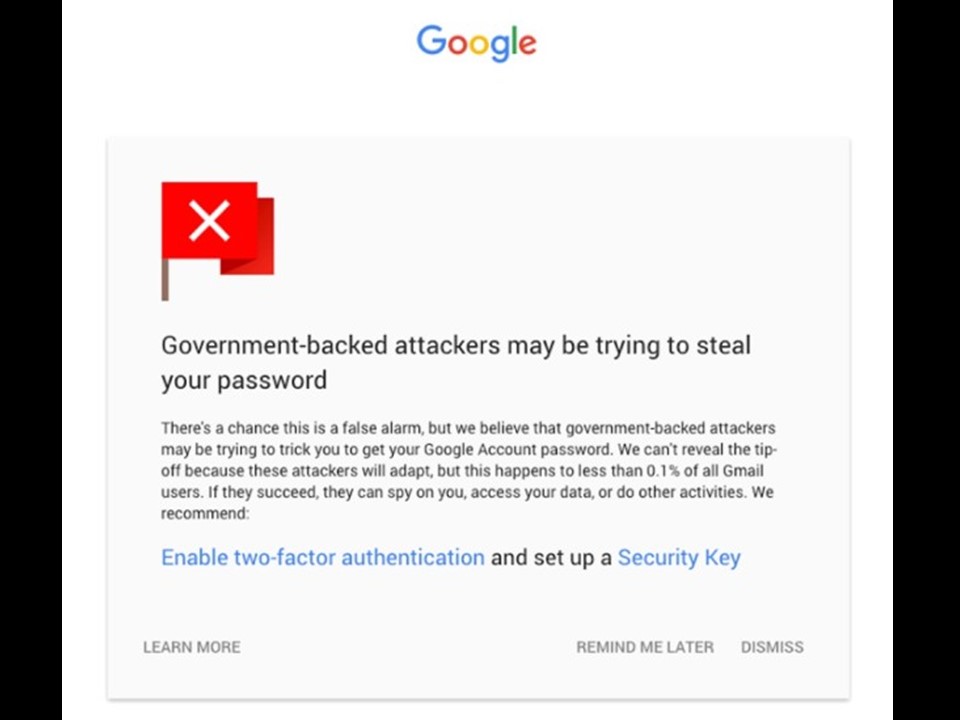 Google
Government-backed attackers may be trying to steal
your password
There's a chance this is a false alarm, but we believe that government-backed attackers
may be trying to trick you to get your Google Account password. We can't reveal the tip-
off because these attackers will adapt, but this happens to less than 0.1% of all Gmail
users. If they succeed, they can spy on you, access your data, or do other activities. We
recommend:
Enable two-factor authentication and set up a Security Key
LEARN MORE REMIND ME LATER DISMISS